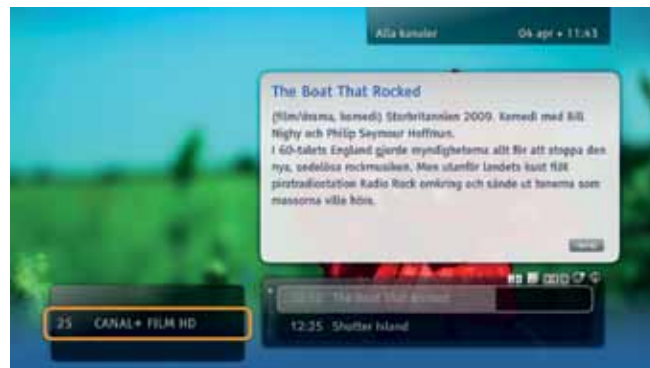 Alla kanaler 04 apr • 11:43
The Boat That Rocked
(film/drama, komedi) Storbritannien 2009. Komedi med Bill
Nighy och Philip Seymour Hoffman.
I 60-talets England gjorde myndigheterna allt för att stoppa den
nya, sedelösa rockmusiken. Men utanför landets kust flöt
piratradiostation Radio Rock omkring och sände ut tonerna som
massorna ville höra.
The Boat That Rocked
25 CANAL+ FILM HD
12:25 Shutter Island